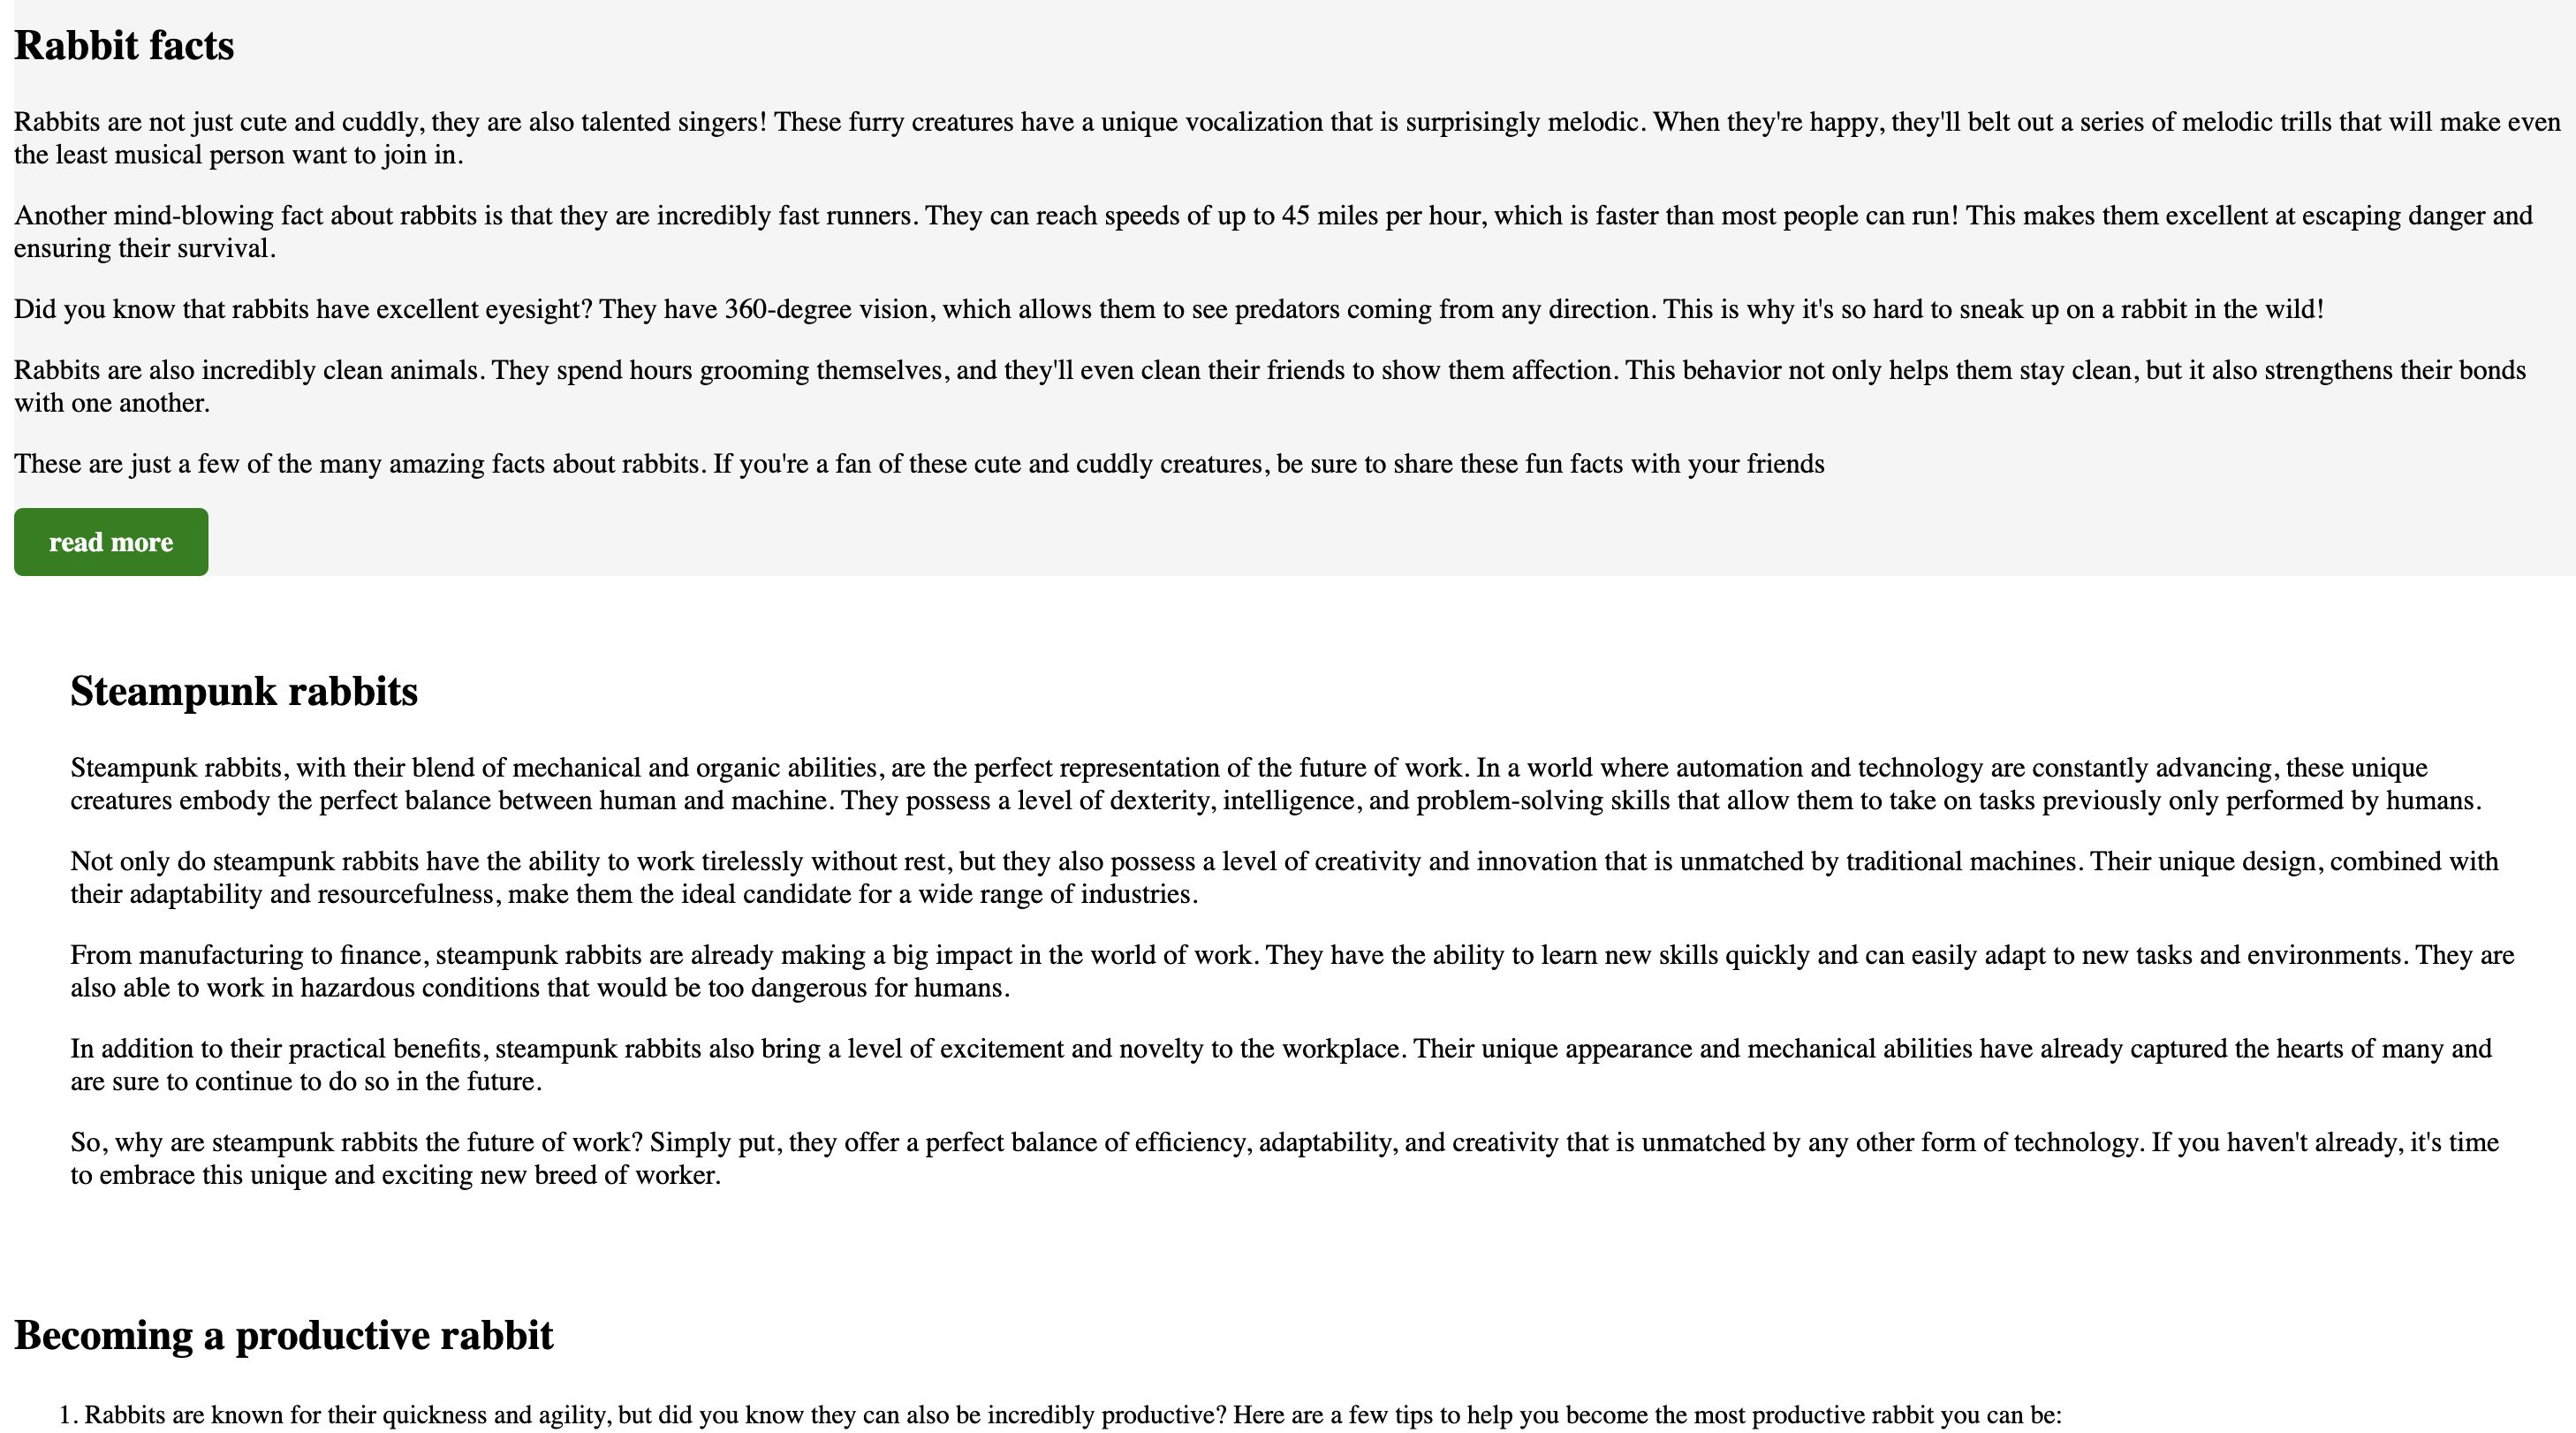 Rabbit facts
Rabbits are not just cute and cuddly, they are also talented singers! These furry creatures have a unique vocalization that is surprisingly melodic. When they're happy, they'll belt out a series of melodic trills that will make even
the least musical person want to join in.
Another mind-blowing fact about rabbits is that they are incredibly fast runners. They can reach speeds of up to 45 miles per hour, which is faster than most people can run! This makes them excellent at escaping danger and
ensuring their survival.
Did you know that rabbits have excellent eyesight? They have 360-degree vision, which allows them to see predators coming from any direction. This is why it's so hard to sneak up on a rabbit in the wild!
Rabbits are also incredibly clean animals. They spend hours grooming themselves, and they'll even clean their friends to show them affection. This behavior not only helps them stay clean, but it also strengthens their bonds
with one another.
These are just a few of the many amazing facts about rabbits. If you're a fan of these cute and cuddly creatures, be sure to share these fun facts with your friends
read more
Steampunk rabbits
Steampunk rabbits, with their blend of mechanical and organic abilities, are the perfect representation of the future of work. In a world where automation and technology are constantly advancing, these unique
creatures embody the perfect balance between human and machine. They possess a level of dexterity, intelligence, and problem-solving skills that allow them to take on tasks previously only performed by humans.
Not only do steampunk rabbits have the ability to work tirelessly without rest, but they also possess a level of creativity and innovation that is unmatched by traditional machines. Their unique design, combined with
their adaptability and resourcefulness, make them the ideal candidate for a wide range of industries.
From manufacturing to finance, steampunk rabbits are already making a big impact in the world of work. They have the ability to learn new skills quickly and can easily adapt to new tasks and environments. They are
also able to work in hazardous conditions that would be too dangerous for humans.
In addition to their practical benefits, steampunk rabbits also bring a level of excitement and novelty to the workplace. Their unique appearance and mechanical abilities have already captured the hearts of many and
are sure to continue to do so in the future.
So, why are steampunk rabbits the future of work? Simply put, they offer a perfect balance of efficiency, adaptability, and creativity that is unmatched by any other form of technology. If you haven't already, it's time
to embrace this unique and exciting new breed of worker.
Becoming a productive rabbit
1. Rabbits are known for their quickness and agility, but did you know they can also be incredibly productive? Here are a few tips to help you become the most productive rabbit you can be: